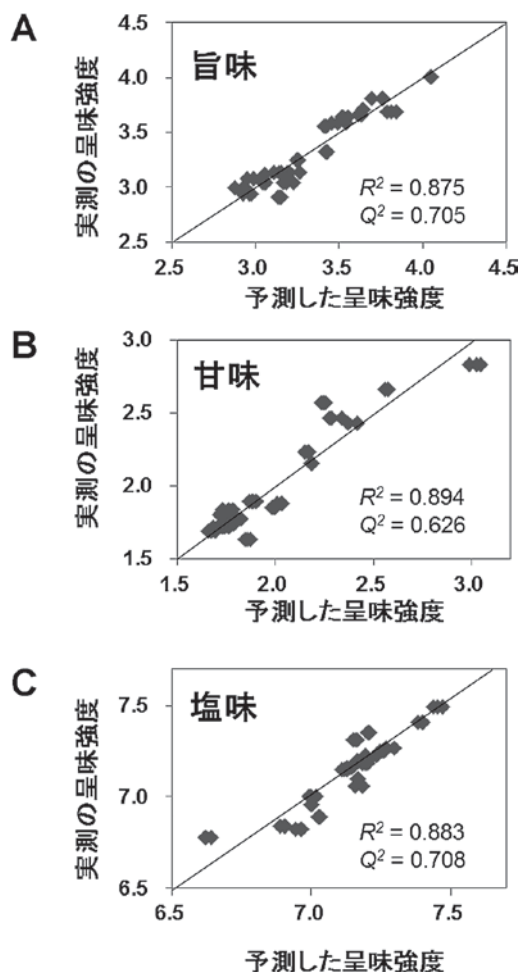 A
旨味
実測の呈味強度
4.5
4.0
3.5
3.0
2.5
R² = 0.875
Q² = 0.705
2.5 3.0 3.5 4.0 4.5
予測した呈味強度
B
甘味
実測の呈味強度
3.0
2.5
2.0
1.5
R² = 0.894
Q² = 0.626
1.5 2.0 2.5 3.0
予測した呈味強度
C
塩味
実測の呈味強度
7.5
7.0
6.5
R² = 0.883
Q² = 0.708
6.5 7.0 7.5
予測した呈味強度